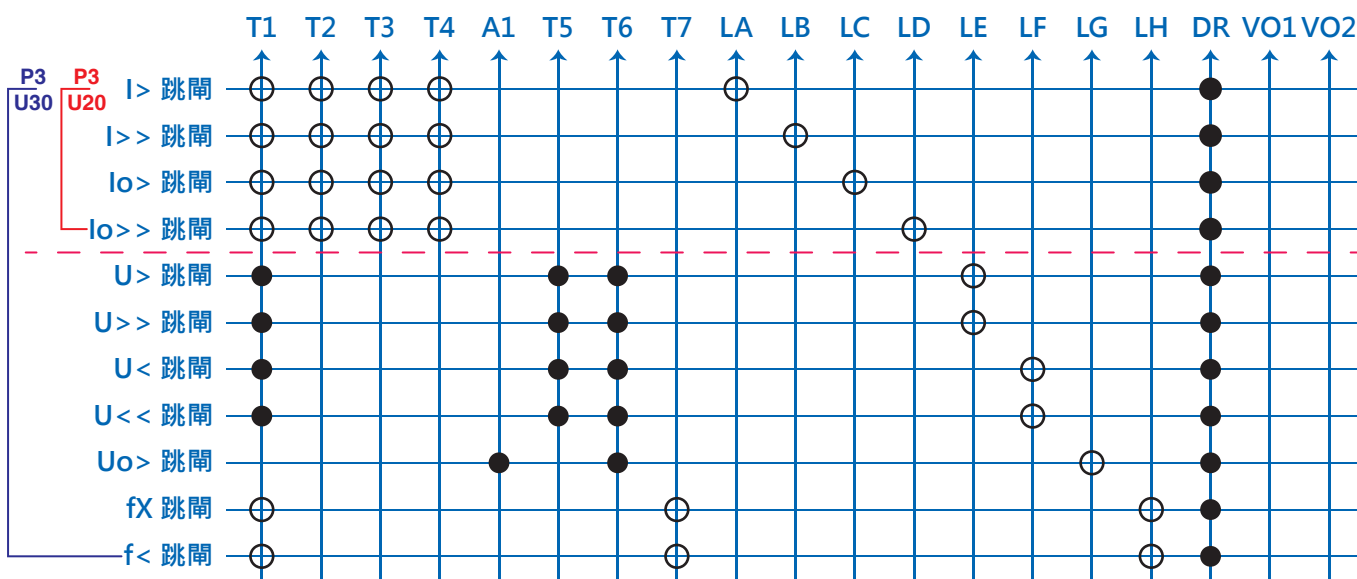 T1 T2 T3 T4 A1 T5 T6 T7 LA LB LC LD LE LF LG LH DR VO1 VO2
P3 P3
U30 U20
I> 跳閘
I>> 跳閘
Io> 跳閘
Io>> 跳閘
U> 跳閘
U>> 跳閘
U< 跳閘
U<< 跳閘
Uo> 跳閘
fX 跳閘
f< 跳閘